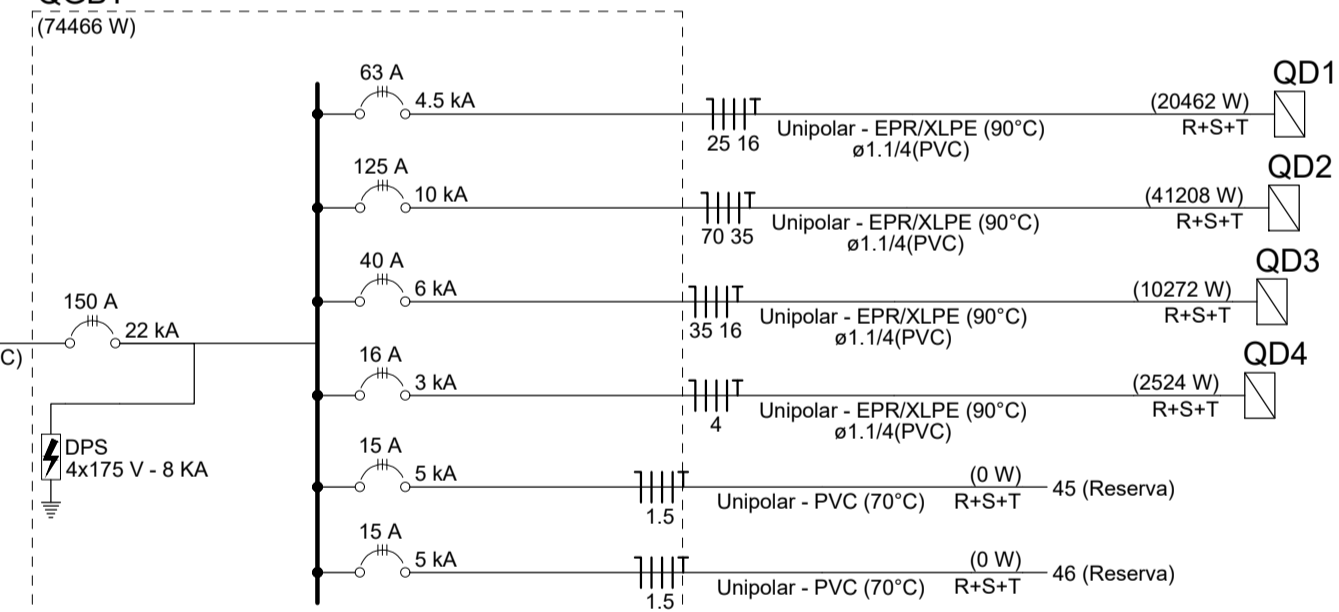 (74466 W)
63 A
4.5 kA
25 16
Unipolar - EPR/XLPE (90°C)
ø1.1/4(PVC)
(20462 W)
R+S+T
QD1
125 A
10 kA
70 35
Unipolar - EPR/XLPE (90°C)
ø1.1/4(PVC)
(41208 W)
R+S+T
QD2
40 A
6 kA
35 16
Unipolar - EPR/XLPE (90°C)
ø1.1/4(PVC)
(10272 W)
R+S+T
QD3
150 A
22 kA
C)
16 A
3 kA
4
Unipolar - EPR/XLPE (90°C)
ø1.1/4(PVC)
(2524 W)
R+S+T
QD4
DPS
4x175 V - 8 KA
15 A
5 kA
1.5
Unipolar - PVC (70°C)
(0 W)
R+S+T
45 (Reserva)
15 A
5 kA
1.5
Unipolar - PVC (70°C)
(0 W)
R+S+T
46 (Reserva)